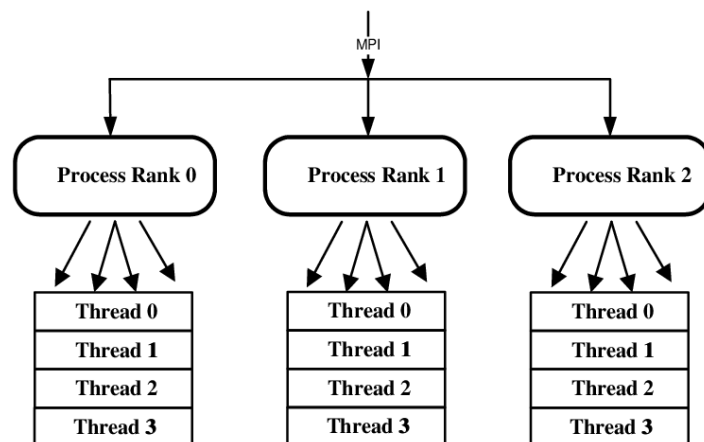 MPI
Process Rank 0
Process Rank 1
Process Rank 2
Thread 0
Thread 1
Thread 2
Thread 3
Thread 0
Thread 1
Thread 2
Thread 3
Thread 0
Thread 1
Thread 2
Thread 3